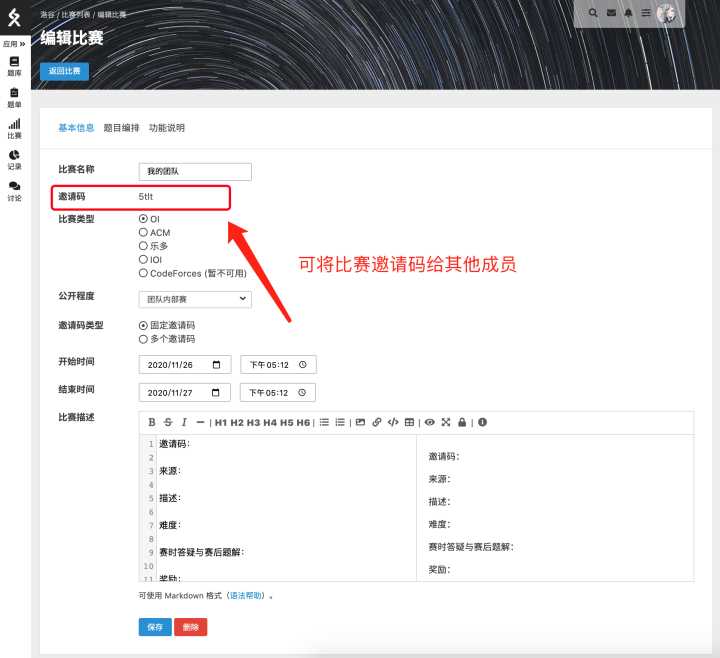 洛谷 / 比赛列表 / 编辑比赛
编辑比赛
返回比赛
应用
题库
题单
比赛
记录
讨论
基本信息 题目编排 功能说明
比赛名称 我的团队
邀请码 5tlt
比赛类型 OI
ACM
乐多
IOI
CodeForces (暂不可用)
可将比赛邀请码给其他成员
公开程度 团队内部赛
邀请码类型 固定邀请码
多个邀请码
开始时间 2020/11/26 下午 05:12
结束时间 2020/11/27 下午 05:12
比赛描述 B S I — | H1 H2 H3 H4 H5 H6 | | |
1 邀请码：
2
3 来源：
4
5 描述：
6
7 难度：
8
9 赛时答疑与赛后题解：
10
11 奖励：
邀请码：
来源：
描述：
难度：
赛时答疑与赛后题解：
奖励：
可使用 Markdown 格式（语法帮助）。
保存 删除